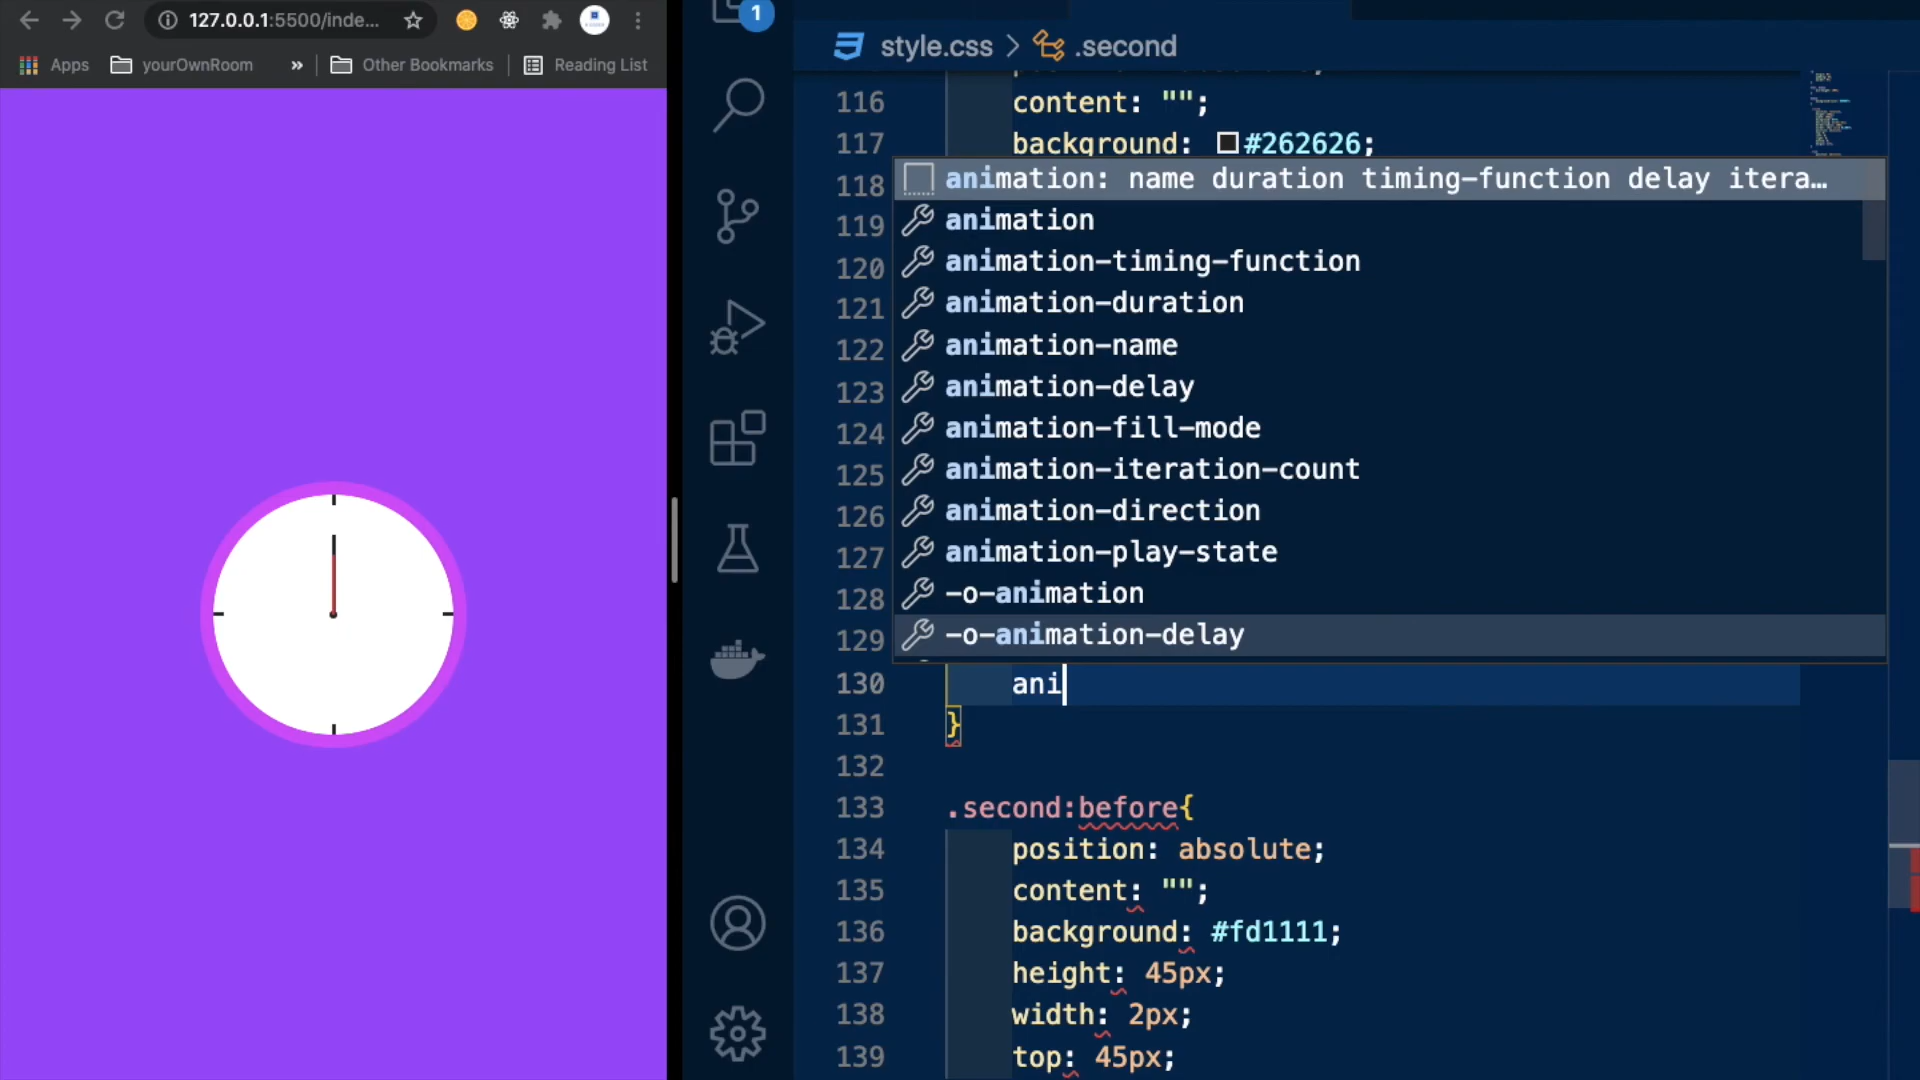 127.0.0.1:5500/inde...
Apps
yourOwnRoom
»
Other Bookmarks
Reading List
1
style.css > .second
116 content: "";
117 background: #262626;
118
119
120
121
122
123
124
125
126
127
128
129
animation: name duration timing-function delay itera…
animation
animation-timing-function
animation-duration
animation-name
animation-delay
animation-fill-mode
animation-iteration-count
animation-direction
animation-play-state
-o-animation
-o-animation-delay
130 ani
131 }
132
133 .second:before{
134 position: absolute;
135 content: "";
136 background: #fd1111;
137 height: 45px;
138 width: 2px;
139 top: 45px;